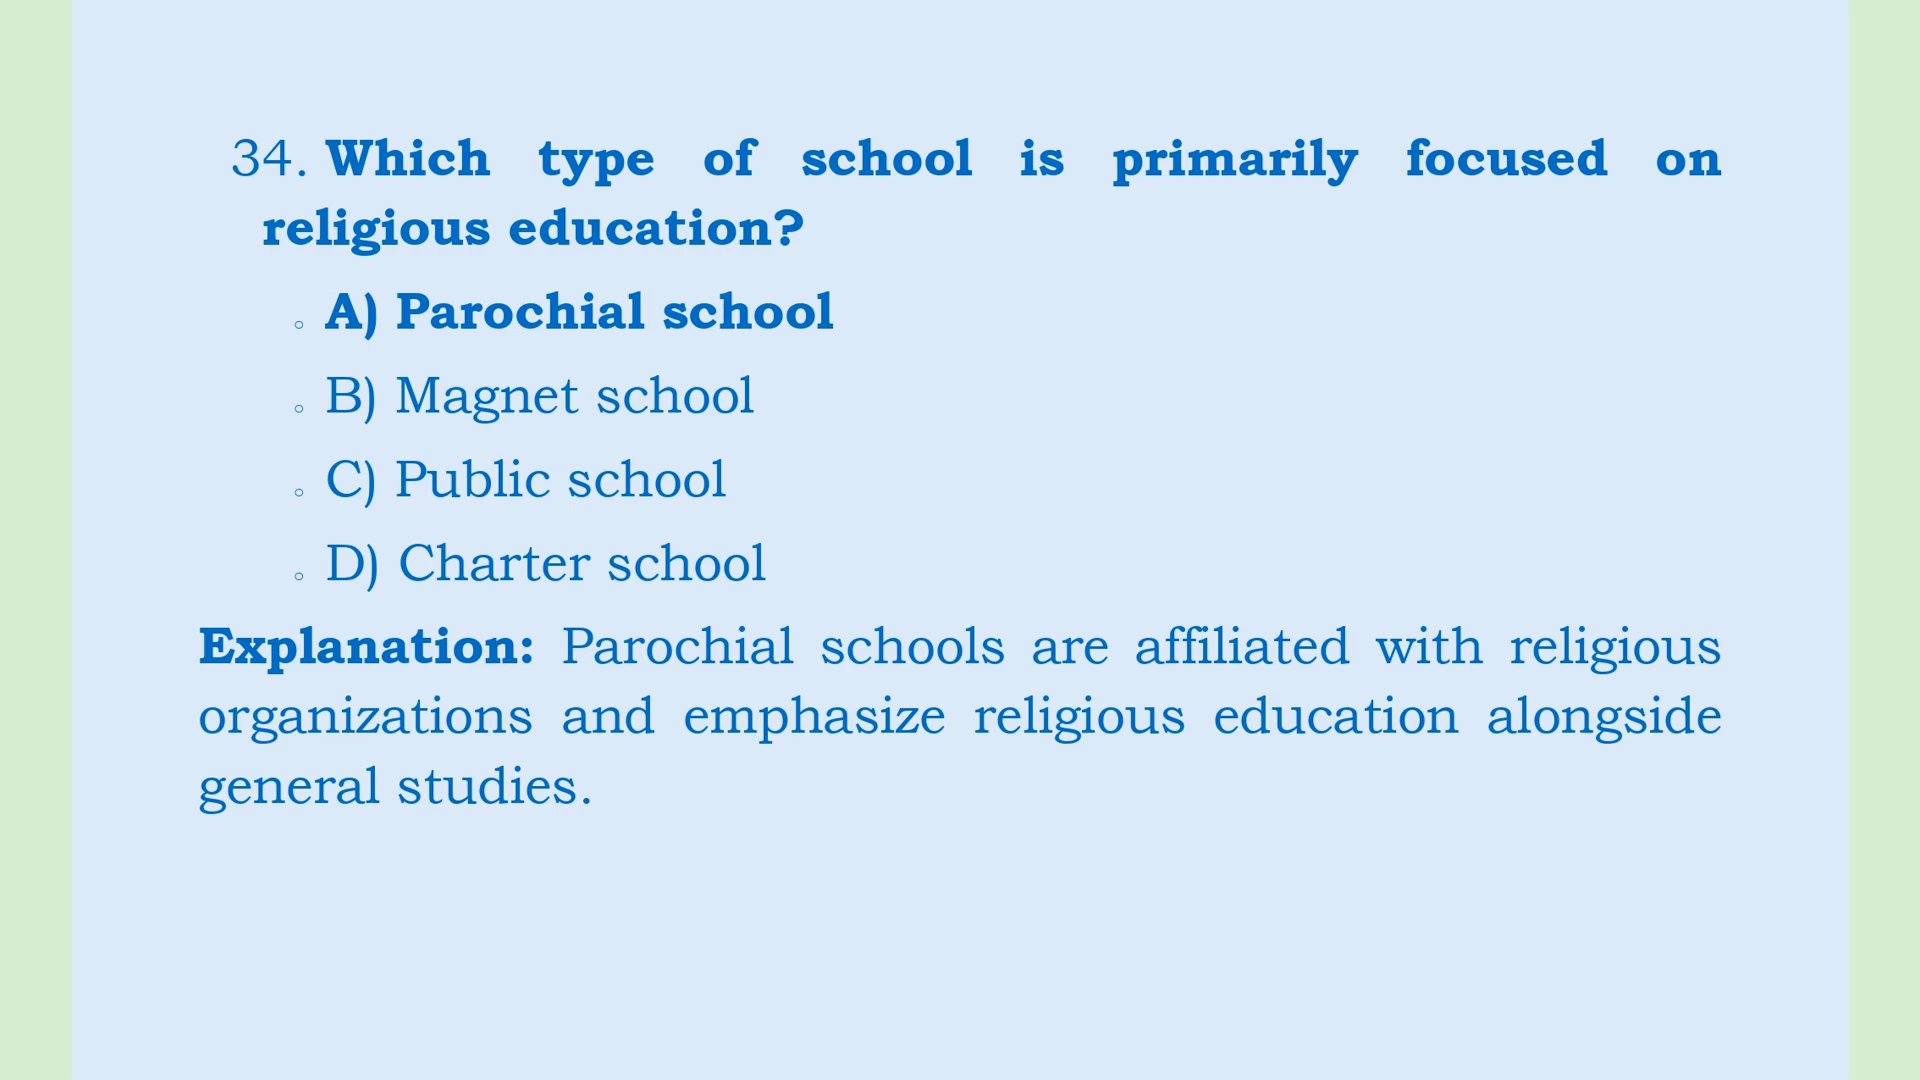 34. Which type of school is primarily focused on
religious education?
○ A) Parochial school
○ B) Magnet school
○ C) Public school
○ D) Charter school
Explanation: Parochial schools are affiliated with religious
organizations and emphasize religious education alongside
general studies.